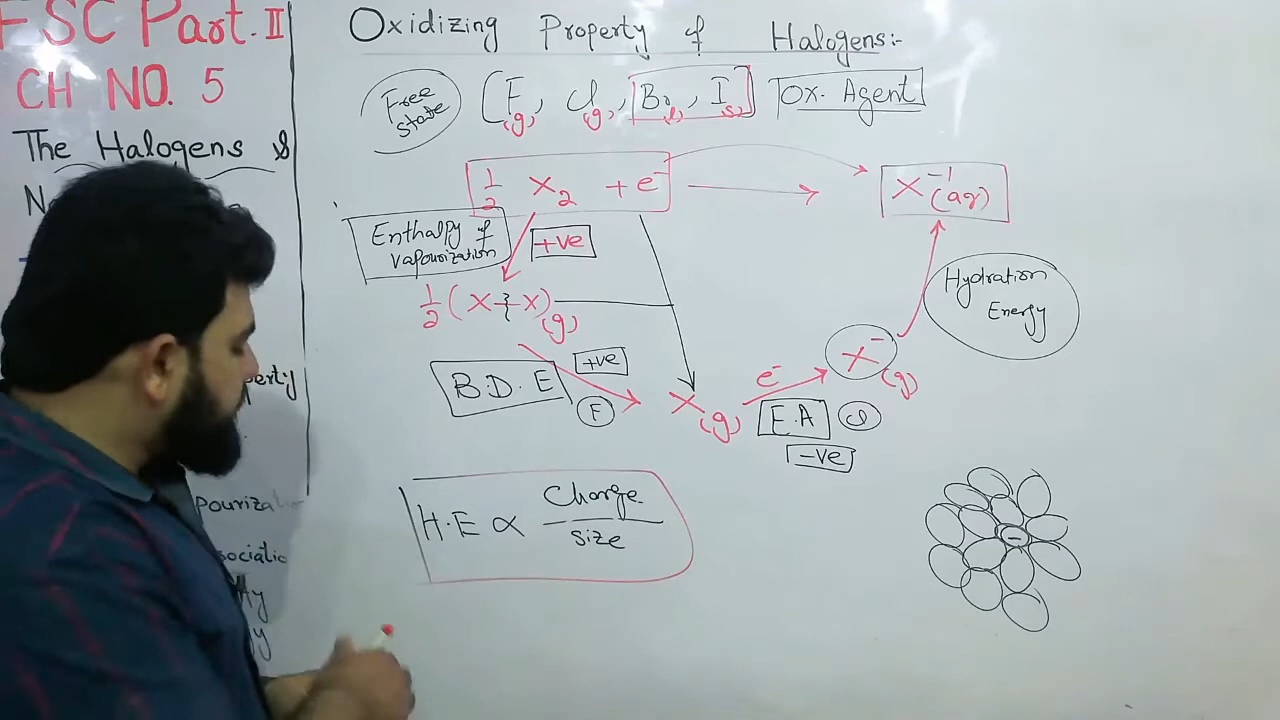 FSC Part.II
CH NO. 5
The Halogens &
Oxidizing Property of Halogens:-
Free state
[F(g), Cl(g), Br(l), I(s)] Ox. Agent
1/2 X2 + e⁻
X⁻¹(aq)
Enthalpy of vapourization
+ve
1/2 (X+X)(g)
B.D.E
+ve
F
X(g)
e⁻
E.A
Cl
-ve
X⁻(g)
Hydration Energy
H.E ∝ Charge
size
-